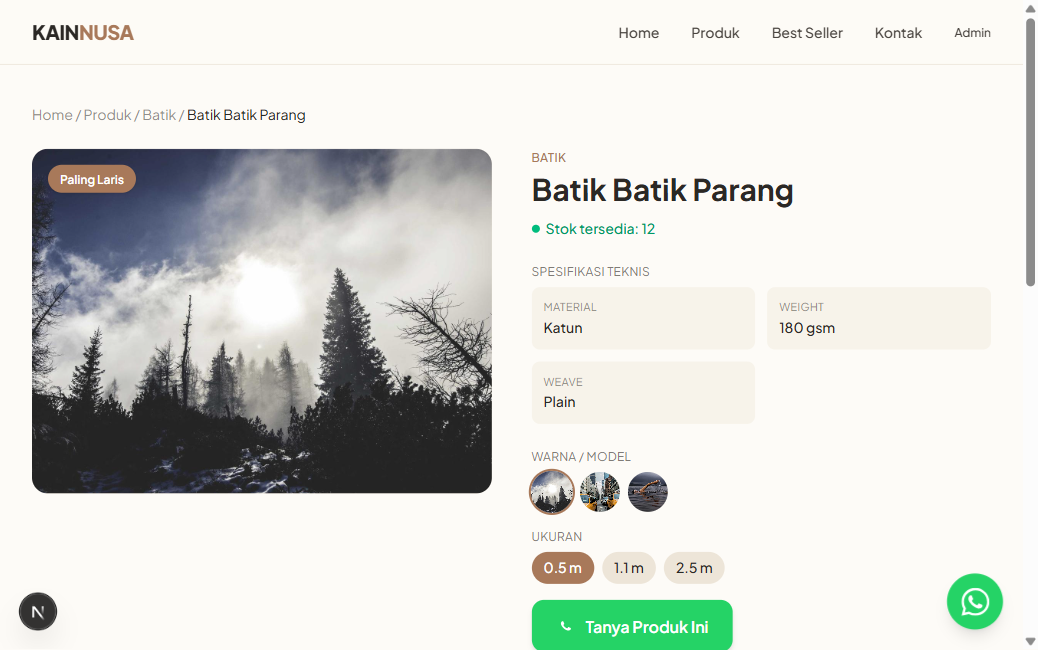 KAINNUSA
Home Produk Best Seller Kontak Admin
Home / Produk / Batik / Batik Batik Parang
Paling Laris
BATIK
Batik Batik Parang
Stok tersedia: 12
SPESIFIKASI TEKNIS
MATERIAL
Katun
WEIGHT
180 gsm
WEAVE
Plain
WARNA / MODEL
UKURAN
0.5 m 1.1 m 2.5 m
Tanya Produk Ini
N